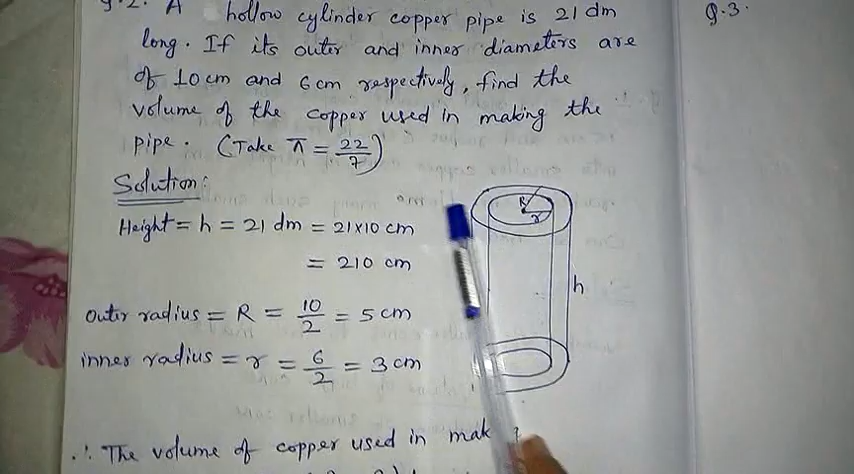 g.2. A hollow cylinder copper pipe is 21 dm
long. If its outer and inner diameters are
of 10 cm and 6 cm respectively, find the
volume of the copper used in making the
pipe. (Take π = 22/7)
Solution:
Height = h = 21 dm = 21×10 cm
= 210 cm
outer radius = R = 10/2 = 5 cm
inner radius = r = 6/2 = 3 cm
∴ The volume of copper used in mak
R
r
h
g.3.